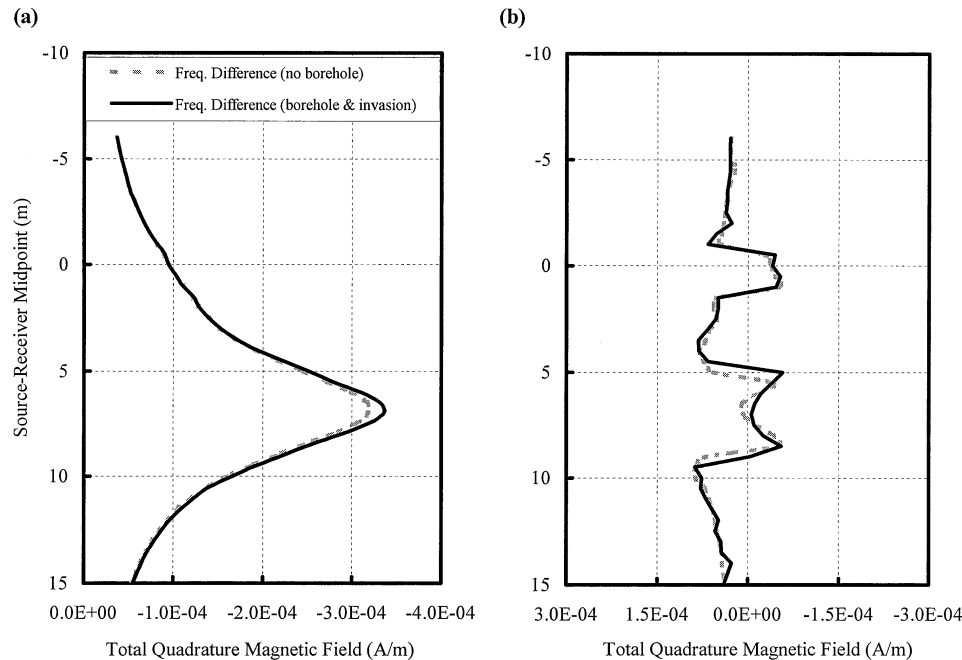 (a)
(b)
-10
-5
0
5
10
15
Source-Receiver Midpoint (m)
Freq. Difference (no borehole)
Freq. Difference (borehole & invasion)
0.0E+00 -1.0E-04 -2.0E-04 -3.0E-04 -4.0E-04
Total Quadrature Magnetic Field (A/m)
-10
-5
0
5
10
15
3.0E-04 1.5E-04 0.0E+00 -1.5E-04 -3.0E-04
Total Quadrature Magnetic Field (A/m)